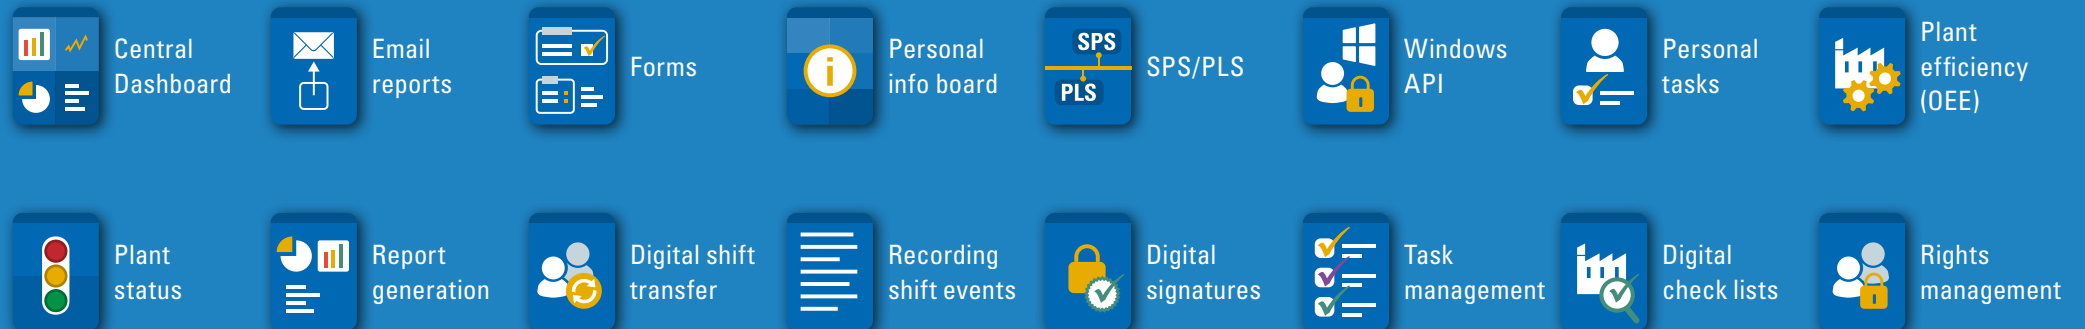 Central
Dashboard
Email
reports
Forms
i
Personal
info board
SPS
PLS
SPS/PLS
Windows
API
Personal
tasks
Plant
efficiency
(OEE)
Plant
status
Report
generation
Digital shift
transfer
Recording
shift events
Digital
signatures
Task
management
Digital
check lists
Rights
management